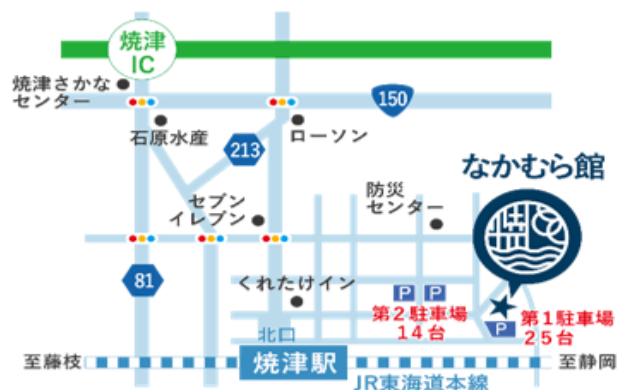 焼津
IC
焼津さかな
センター
150
石原水産
ローソン
213
なかむら館
防災
センター
セブン
イレブン
81
くれたけイン
P P
第2駐車場
14台
P
第1駐車場
25台
北口
至藤枝
焼津駅
至静岡
JR東海道本線